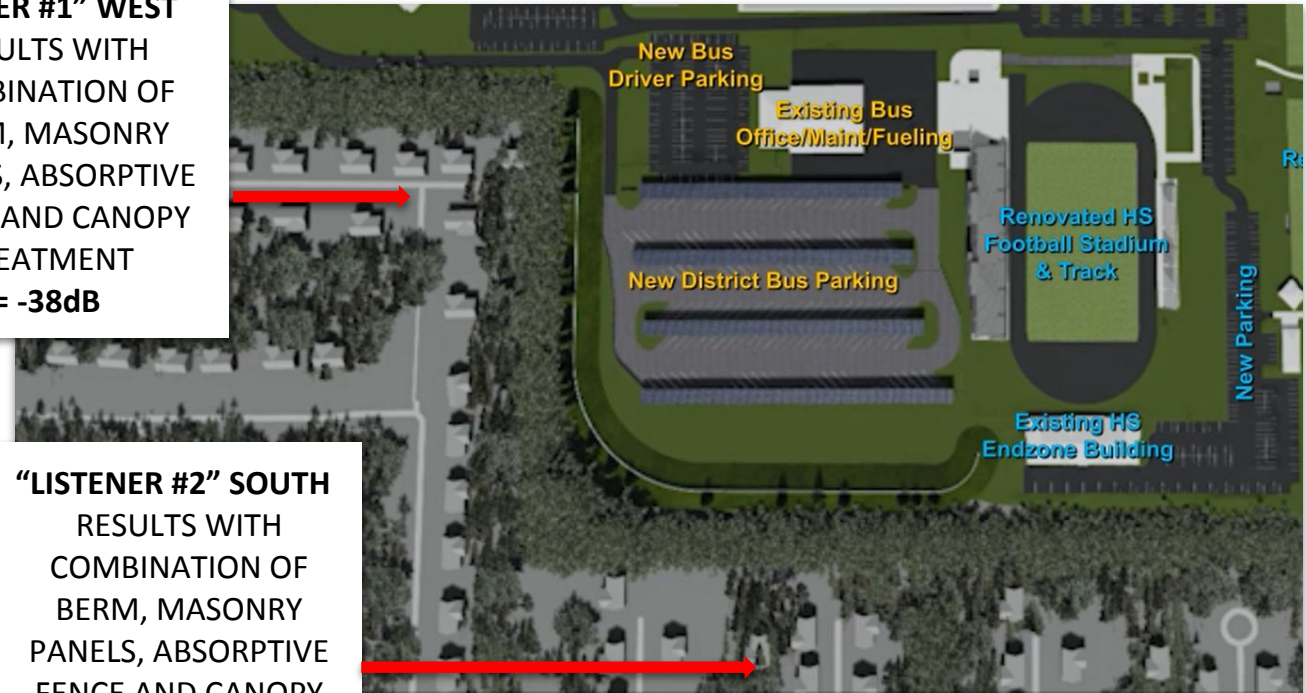 ER #1” WEST
ULTS WITH
BINATION OF
M, MASONRY
S, ABSORPTIVE
AND CANOPY
EATMENT
= -38dB
“LISTENER #2” SOUTH
RESULTS WITH
COMBINATION OF
BERM, MASONRY
PANELS, ABSORPTIVE
FENCE AND CANOPY
New Bus
Driver Parking
Existing Bus
Office/Maint/Fueling
New District Bus Parking
Renovated HS
Football Stadium
& Track
New Parking
Existing HS
Endzone Building